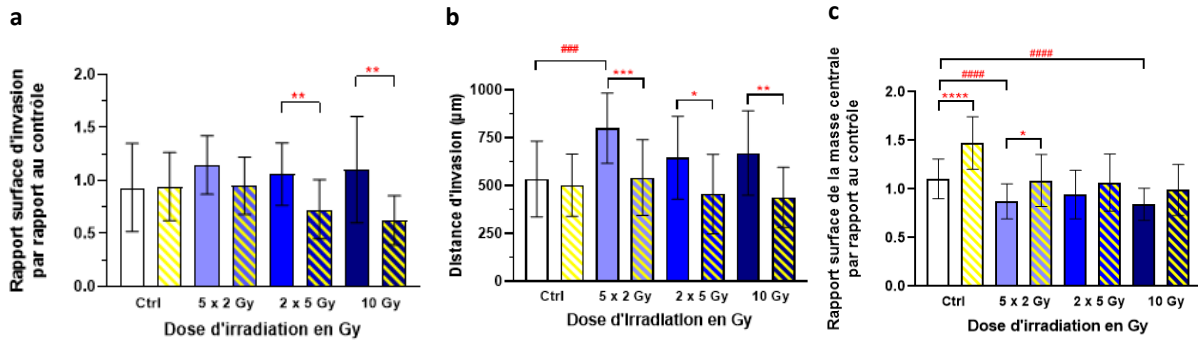 a
Rapport surface d'invasion
par rapport au contrôle
2.0
1.5
1.0
0.5
0.0
**
**
Ctrl 5 x 2 Gy 2 x 5 Gy 10 Gy
Dose d'irradiation en Gy
b
Distance d'invasion (µm)
1000
750
500
250
0
###
***
*
**
Ctrl 5 x 2 Gy 2 x 5 Gy 10 Gy
Dose d'irradiation en Gy
c
Rapport surface de la masse centrale
par rapport au contrôle
2.0
1.5
1.0
0.5
0.0
####
####
****
*
Ctrl 5 x 2 Gy 2 x 5 Gy 10 Gy
Dose d'irradiation en Gy